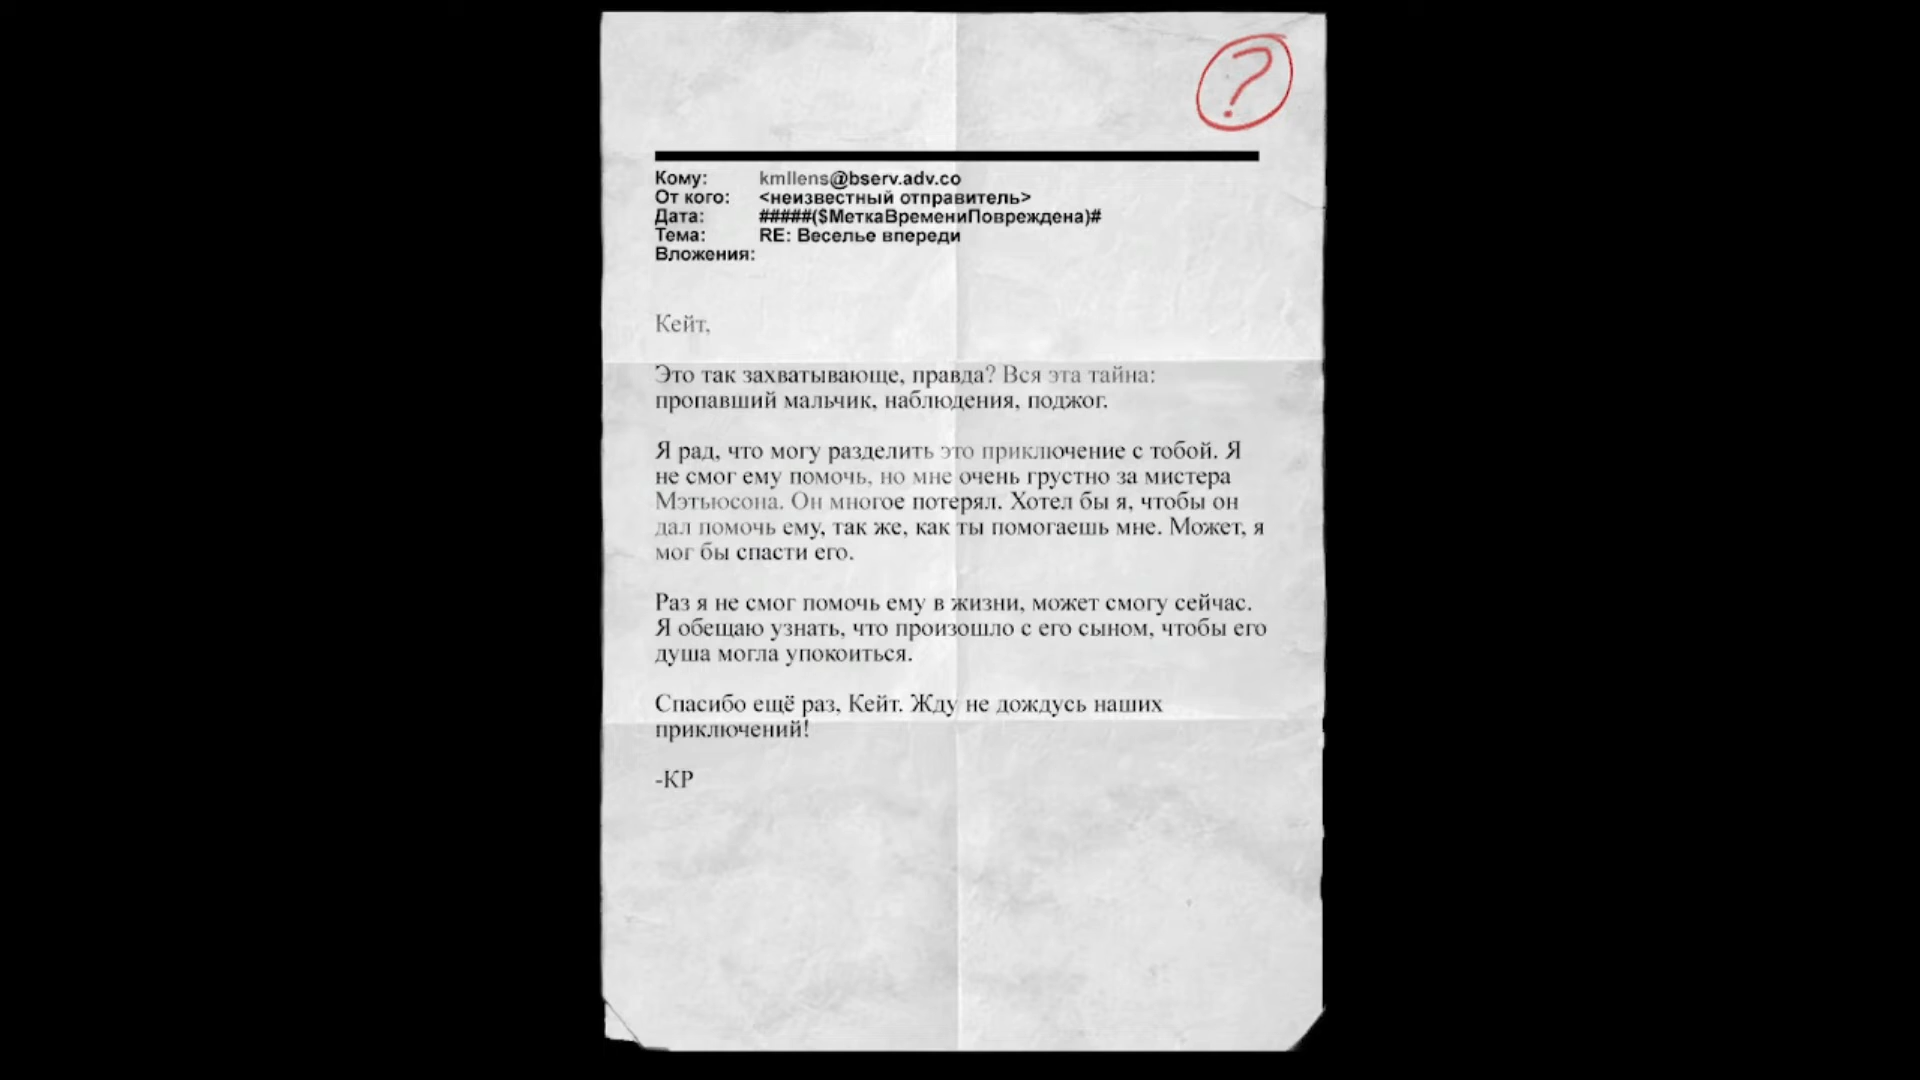 ?
Кому: kmllens@bserv.adv.co
От кого: <неизвестный отправитель>
Дата: #####($МеткаВремениПовреждена)#
Тема: RE: Веселье впереди
Вложения:
Кейт,
Это так захватывающе, правда? Вся эта тайна:
пропавший мальчик, наблюдения, поджог.
Я рад, что могу разделить это приключение с тобой. Я
не смог ему помочь, но мне очень грустно за мистера
Мэтьюсона. Он многое потерял. Хотел бы я, чтобы он
дал помочь ему, так же, как ты помогаешь мне. Может, я
мог бы спасти его.
Раз я не смог помочь ему в жизни, может смогу сейчас.
Я обещаю узнать, что произошло с его сыном, чтобы его
душа могла упокоиться.
Спасибо ещё раз, Кейт. Жду не дождусь наших
приключений!
-КР